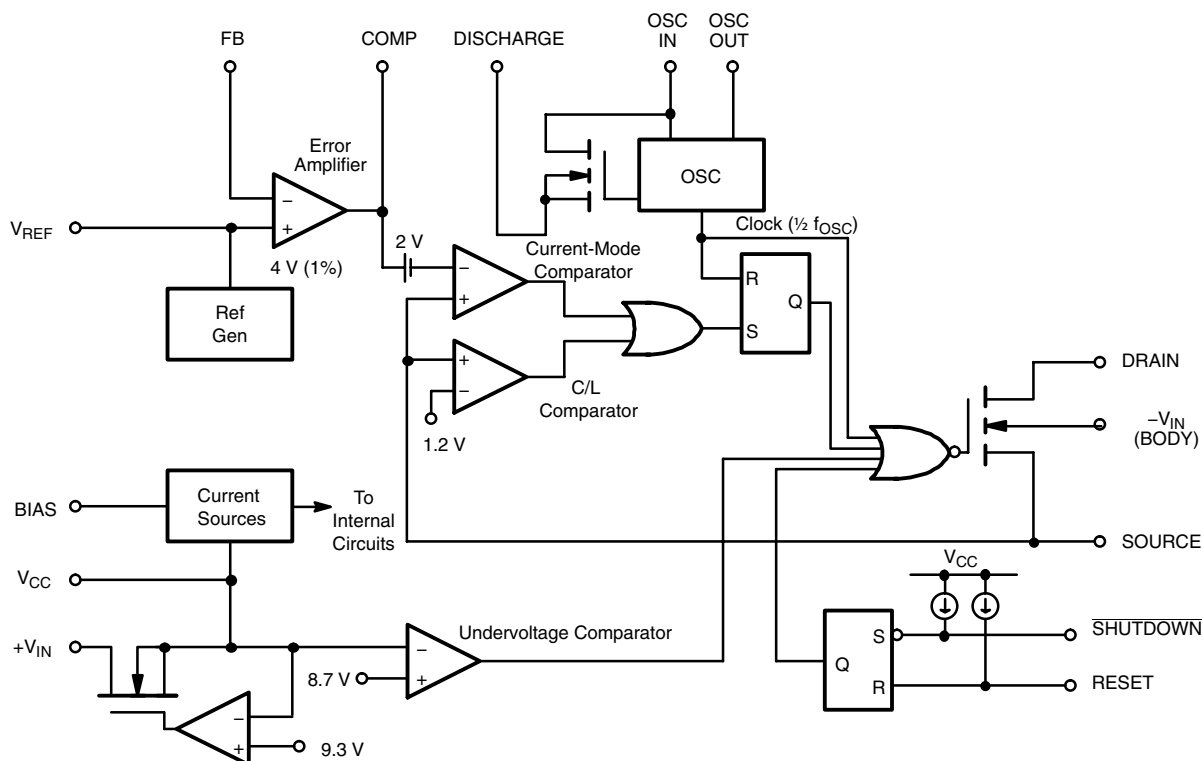 FB
COMP
DISCHARGE
OSC
IN
OSC
OUT
Error
Amplifier
OSC
−
+
VREF
4 V (1%)
2 V
Clock (½ fOSC)
Current-Mode
Comparator
−
+
R
Q
S
Ref
Gen
+
−
C/L
Comparator
1.2 V
DRAIN
−VIN
(BODY)
SOURCE
BIAS
Current
Sources
To
Internal
Circuits
VCC
VCC
+VIN
Undervoltage Comparator
−
+
8.7 V
S
Q
R
SHUTDOWN
RESET
−
+
9.3 V